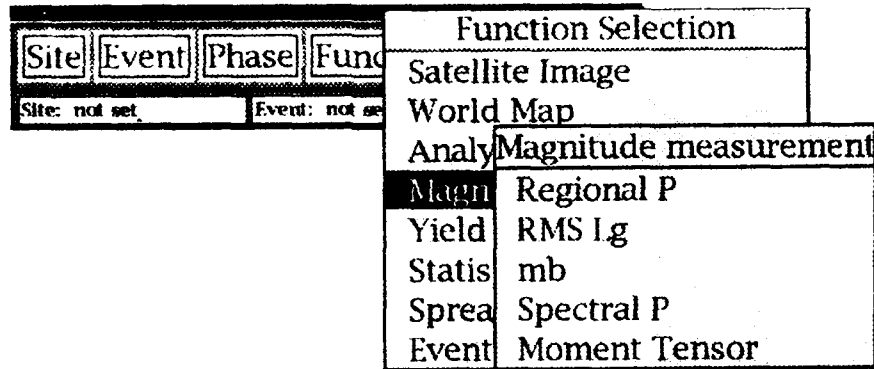 Site Event Phase Func
Site: not set Event: not se
Function Selection
Satellite Image
World Map
Analy
Magn
Yield
Statis
Sprea
Event
Magnitude measurement
Regional P
RMS Lg
mb
Spectral P
Moment Tensor